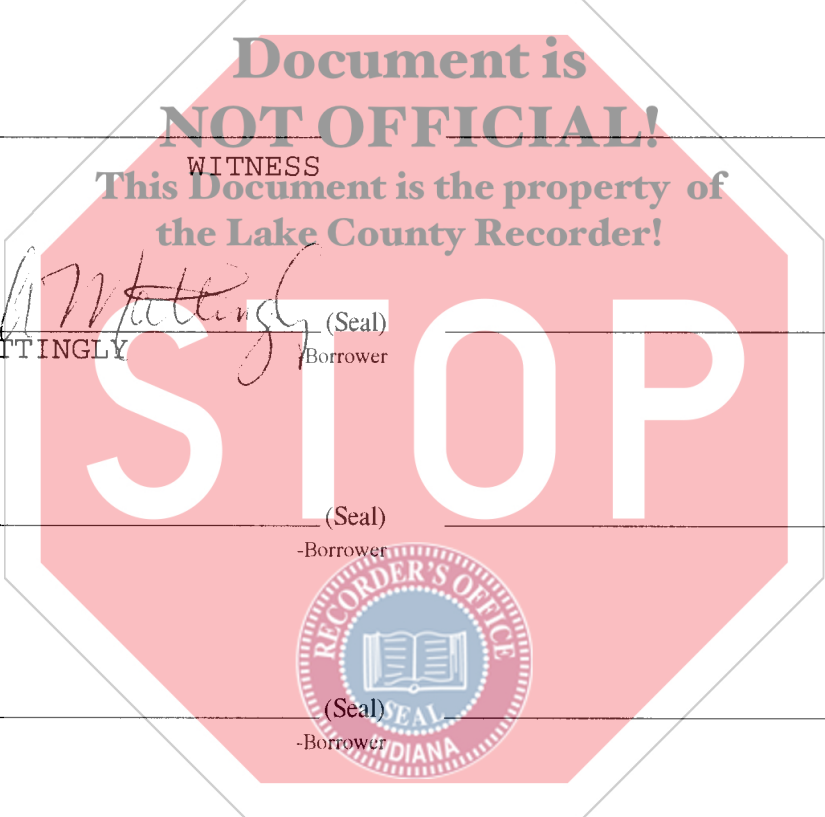 Document is
NOT OFFICIAL!
WITNESS
This Document is the property of
the Lake County Recorder!
Mattingly
(Seal)
TTINGLY
-Borrower
STOP
(Seal)
-Borrower
RECORDER'S OFFICE
SEAL
INDIANA
(Seal)
-Borrower